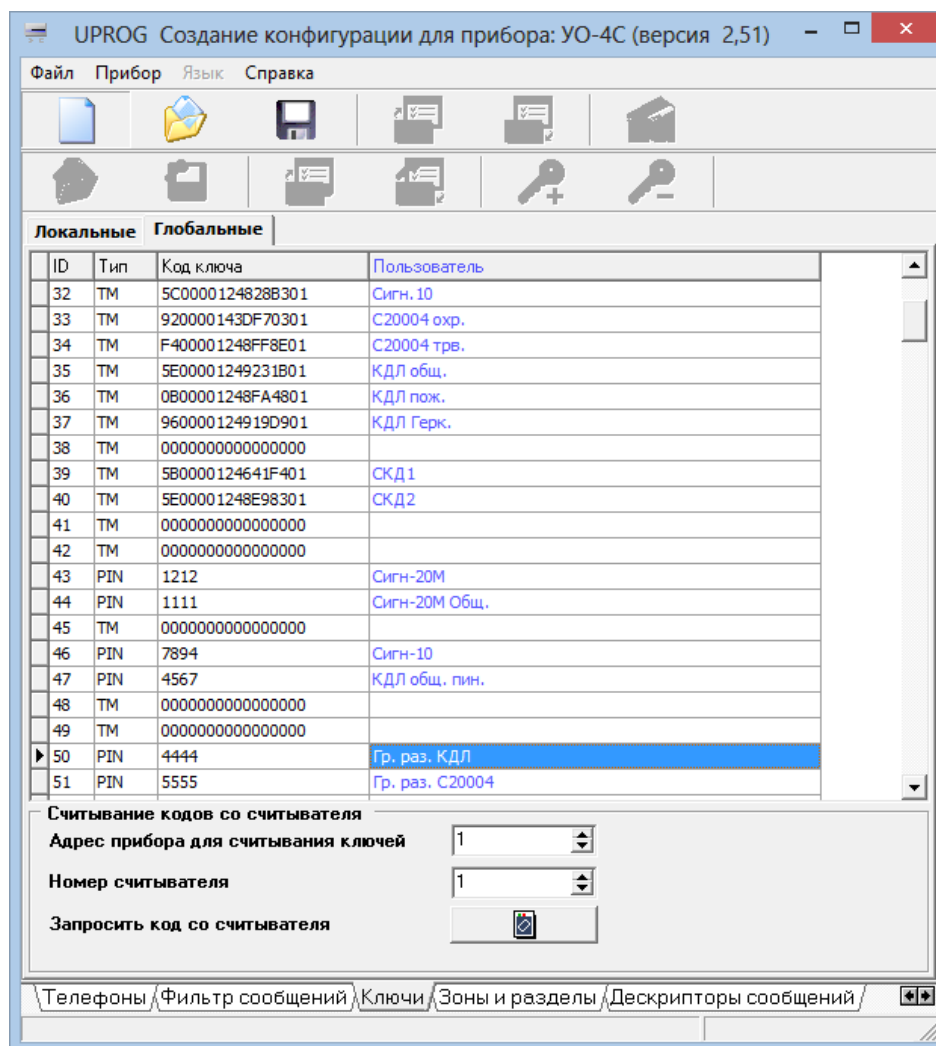 UPROG Создание конфигурации для прибора: УО-4С (версия 2,51)
Файл Прибор Язык Справка
Локальные Глобальные
ID Тип Код ключа Пользователь
32 TM 5C0000124828B301 Сигн. 10
33 TM 920000143DF70301 С20004 охр.
34 TM F400001248FF8E01 С20004 трв.
35 TM 5E00001249231B01 КДЛ общ.
36 TM 0B00001248FA4801 КДЛ пож.
37 TM 960000124919D901 КДЛ Герк.
38 TM 0000000000000000
39 TM 5B0000124641F401 СКД1
40 TM 5E00001248E98301 СКД2
41 TM 0000000000000000
42 TM 0000000000000000
43 PIN 1212 Сигн-20М
44 PIN 1111 Сигн-20М Общ.
45 TM 0000000000000000
46 PIN 7894 Сигн-10
47 PIN 4567 КДЛ общ. пин.
48 TM 0000000000000000
49 TM 0000000000000000
50 PIN 4444 Гр. раз. КДЛ
51 PIN 5555 Гр. раз. С20004
Считывание кодов со считывателя
Адрес прибора для считывания ключей 1
Номер считывателя 1
Запросить код со считывателя
Телефоны Фильтр сообщений Ключи Зоны и разделы Дескрипторы сообщений